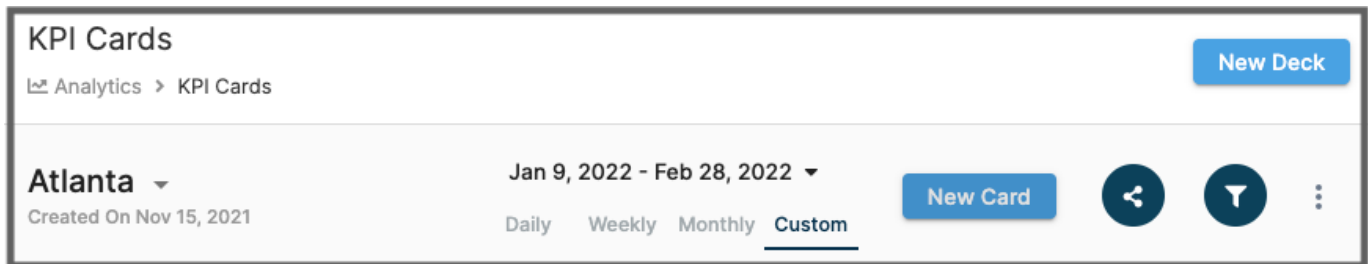 KPI Cards
New Deck
Analytics > KPI Cards
Atlanta
Created On Nov 15, 2021
Jan 9, 2022 - Feb 28, 2022
Daily Weekly Monthly Custom
New Card